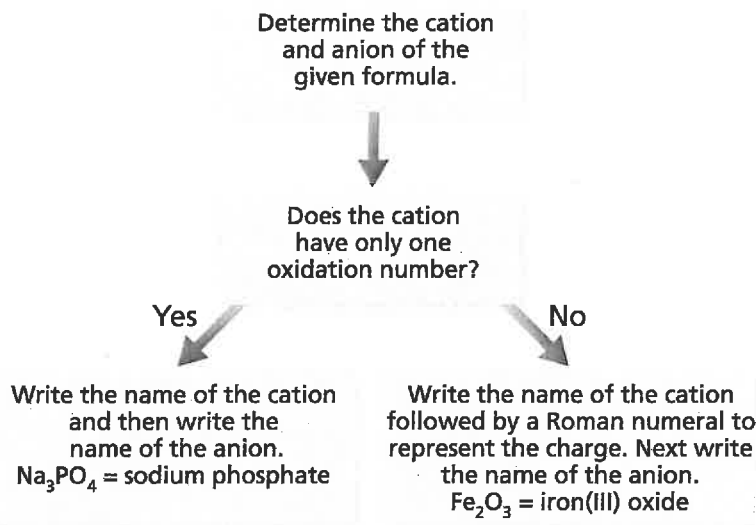 Determine the cation
and anion of the
given formula.
Does the cation
have only one
oxidation number?
Yes
No
Write the name of the cation
and then write the
name of the anion.
Na₃PO₄ = sodium phosphate
Write the name of the cation
followed by a Roman numeral to
represent the charge. Next write
the name of the anion.
Fe₂O₃ = iron(III) oxide